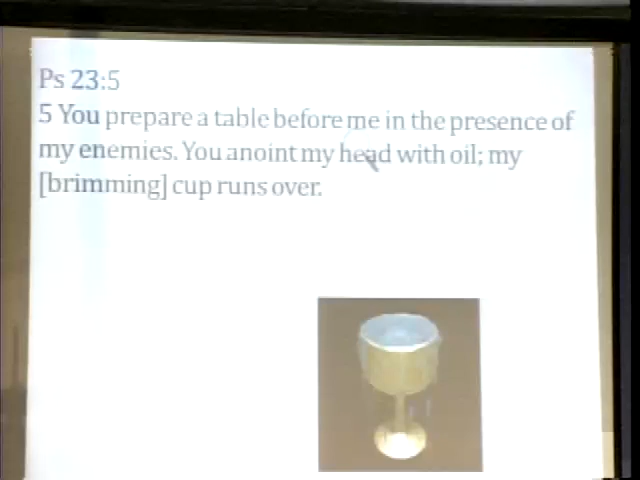 Ps 23:5
5 You prepare a table before me in the presence of
my enemies. You anoint my head with oil; my
[brimming] cup runs over.